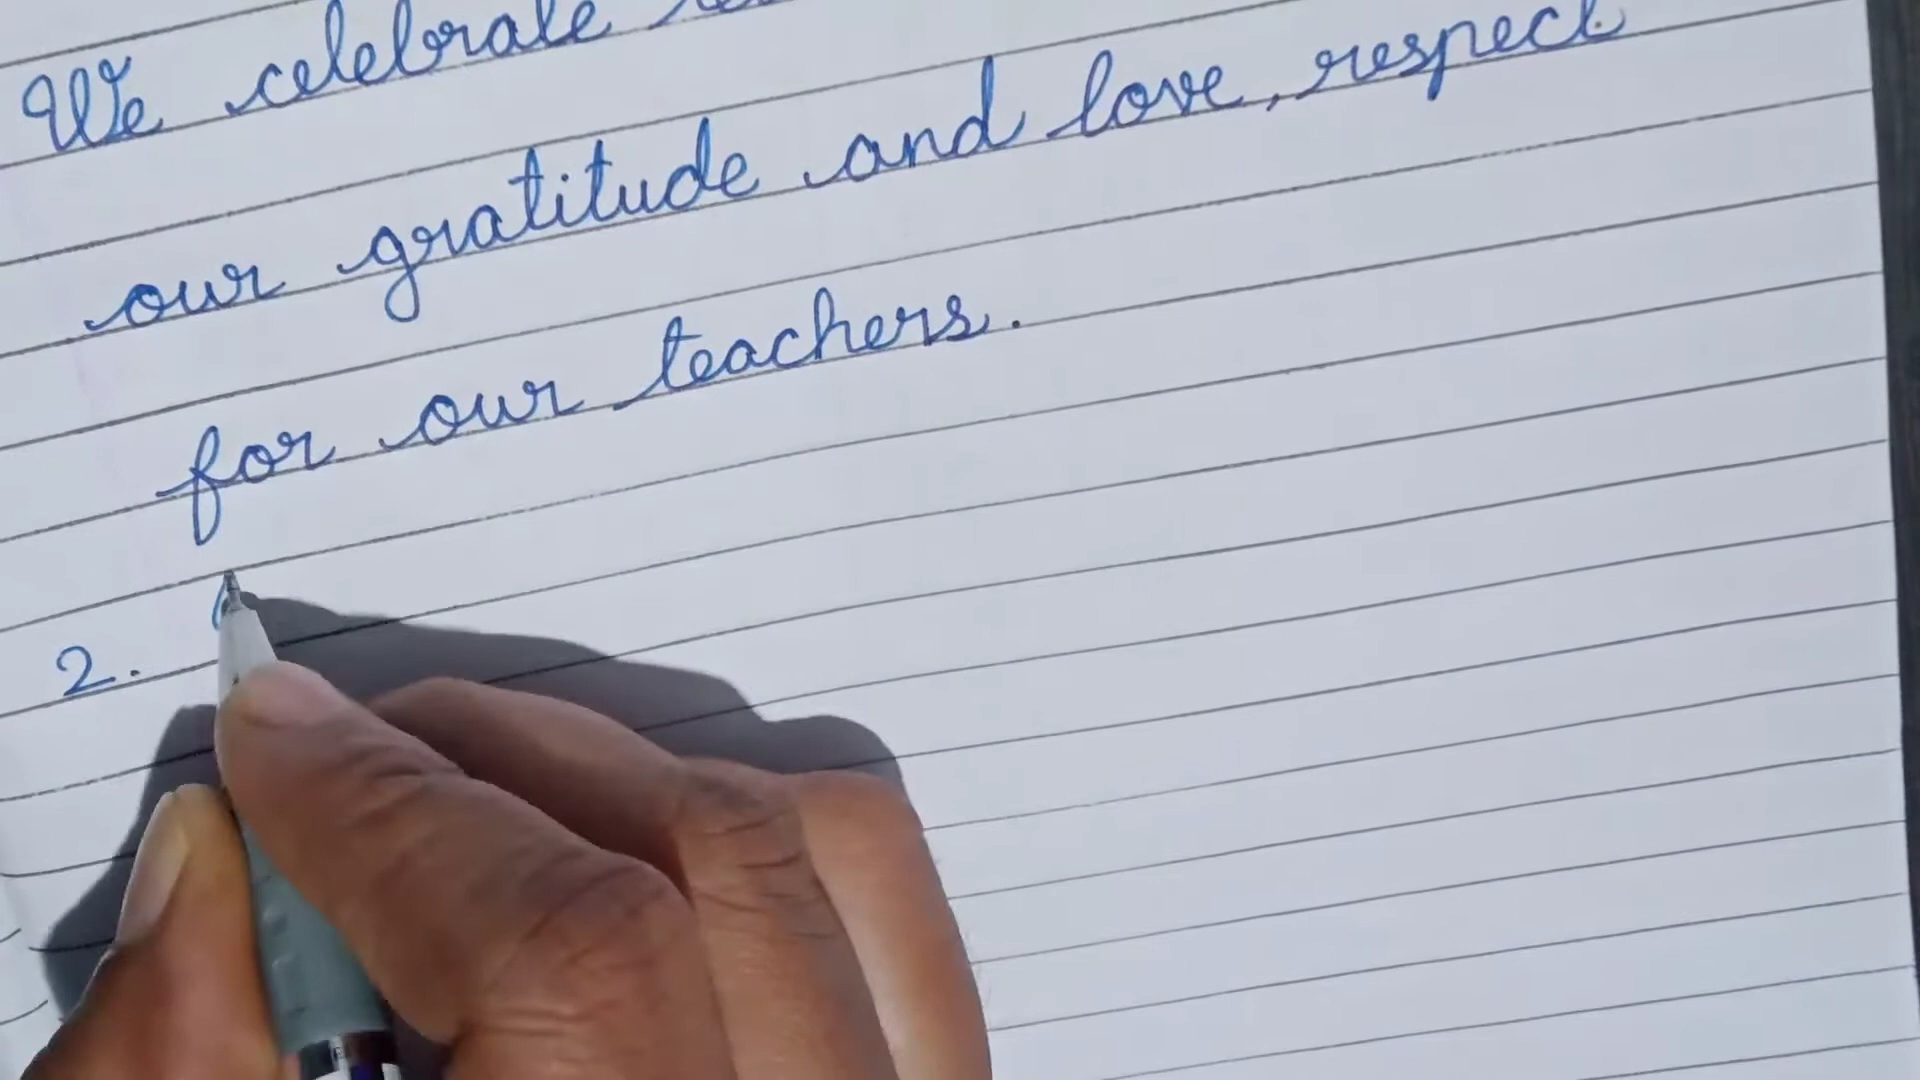 We celebrate
our gratitude and love, respect
for our teachers.
2.